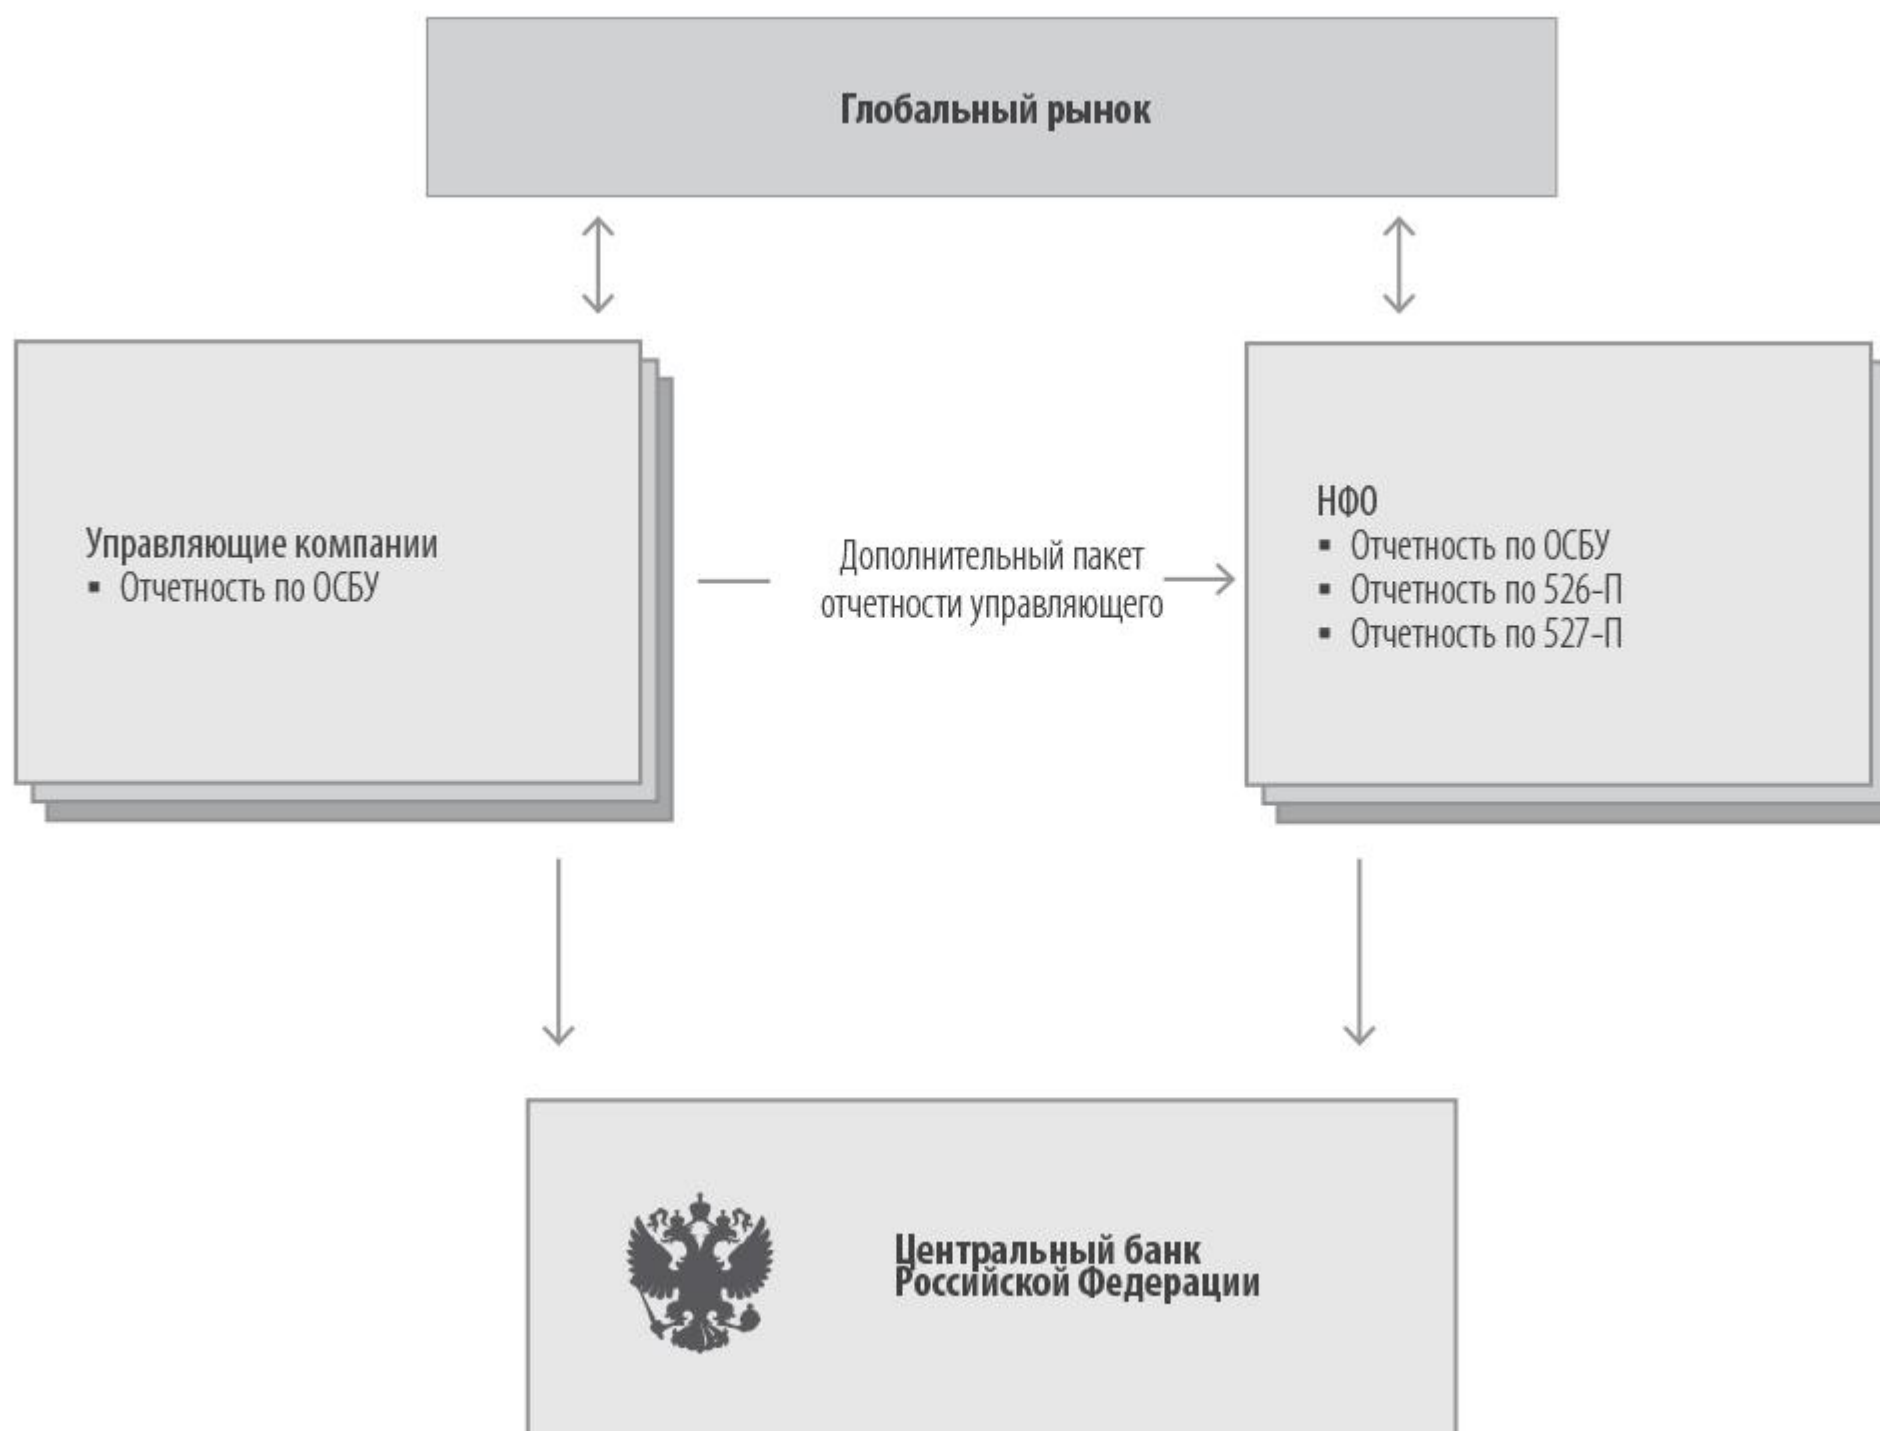 Глобальный рынок
Управляющие компании
▪ Отчетность по ОСБУ
Дополнительный пакет
отчетности управляющего
НФО
▪ Отчетность по ОСБУ
▪ Отчетность по 526-П
▪ Отчетность по 527-П
Центральный банк
Российской Федерации